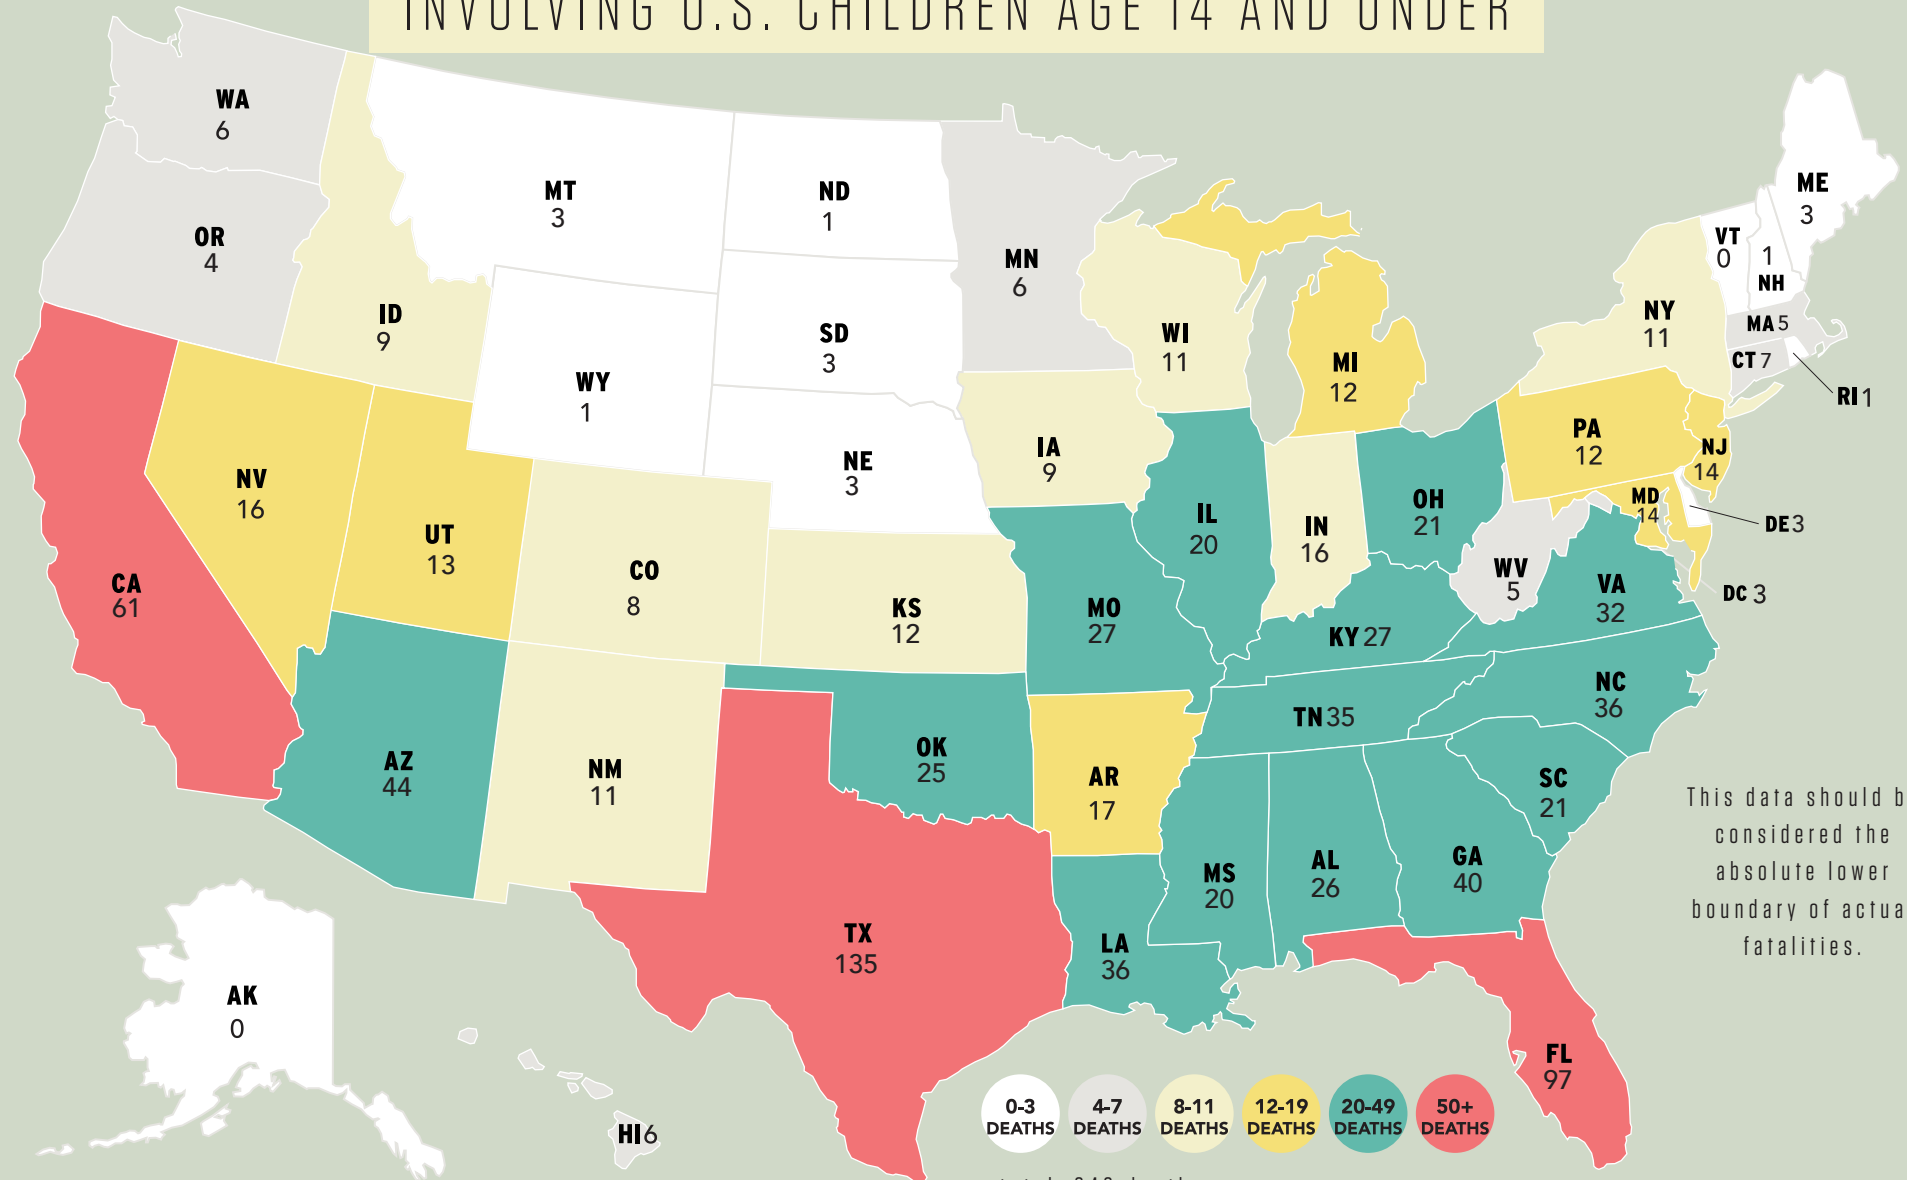 INVOLVING U.S. CHILDREN AGE 14 AND UNDER
WA
6
OR
4
CA
61
ID
9
NV
16
UT
13
AZ
44
MT
3
WY
1
CO
8
NM
11
ND
1
SD
3
NE
3
KS
12
OK
25
TX
135
MN
6
IA
9
MO
27
AR
17
LA
36
WI
11
IL
20
MI
12
IN
16
OH
21
KY 27
TN 35
MS
20
AL
26
GA
40
FL
97
SC
21
NC
36
VA
32
WV
5
PA
12
NY
11
VT
0
1
NH
ME
3
MA 5
CT 7
RI 1
NJ
14
MD
14
DE 3
DC 3
AK
0
HI 6
This data should b
considered the
absolute lower
boundary of actua
fatalities.
0-3
DEATHS
4-7
DEATHS
8-11
DEATHS
12-19
DEATHS
20-49
DEATHS
50+
DEATHS